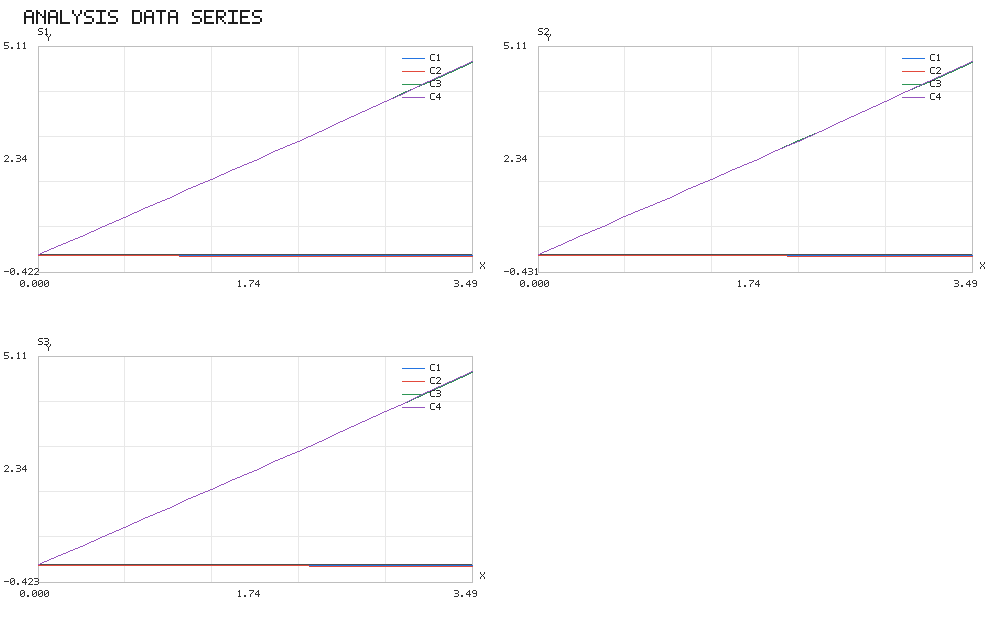 ANALYSIS DATA SERIES
S1
Y
5.11
C1
C2
C3
C4
2.34
-0.422
X
0.000
1.74
3.49
S2
Y
5.11
C1
C2
C3
C4
2.34
-0.431
X
0.000
1.74
3.49
S3
Y
5.11
C1
C2
C3
C4
2.34
-0.423
X
0.000
1.74
3.49